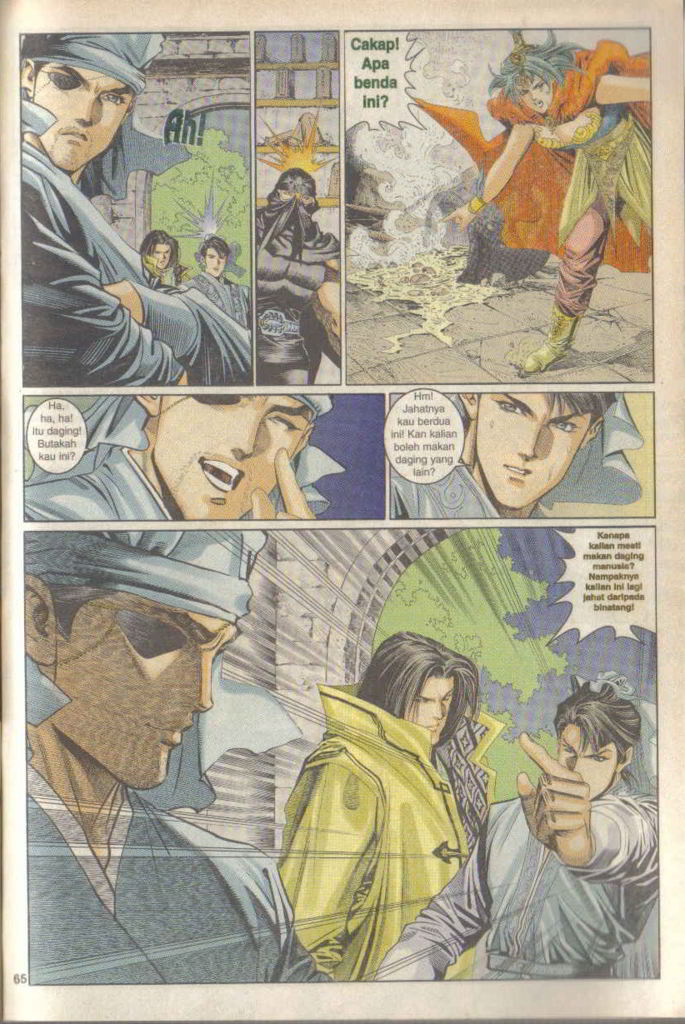 Ah!
Cakap!
Apa
benda
ini?
Ha,
ha, ha!
Itu daging!
Butakah
kau ini?
Hm!
Jahatnya
kau berdua
ini! Kan kalian
boleh makan
daging yang
lain?
Kenapa
kalian mesti
makan daging
manusia?
Nampaknya
kalian ini lagi
jahat daripada
binatang!
65